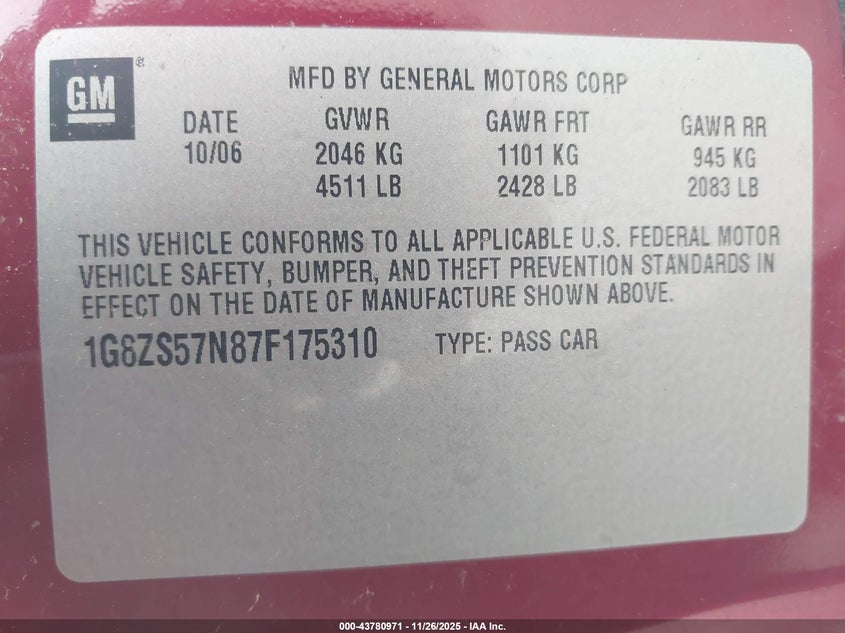 GM®
MFD BY GENERAL MOTORS CORP
DATE GVWR GAWR FRT GAWR RR
10/06 2046 KG 1101 KG 945 KG
4511 LB 2428 LB 2083 LB
THIS VEHICLE CONFORMS TO ALL APPLICABLE U.S. FEDERAL MOTOR
VEHICLE SAFETY, BUMPER, AND THEFT PREVENTION STANDARDS IN
EFFECT ON THE DATE OF MANUFACTURE SHOWN ABOVE.
1G8ZS57N87F175310 TYPE: PASS CAR
000-43780971 - 11/26/2025 - IAA Inc.